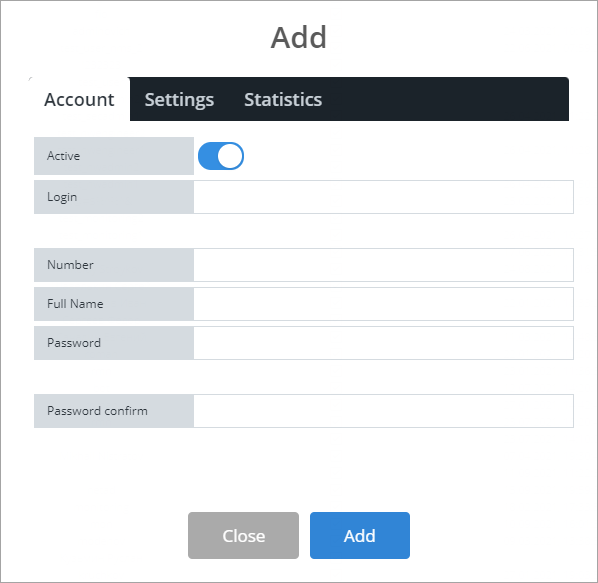 Add
Account Settings Statistics
Active
Login
Number
Full Name
Password
Password confirm
Close Add